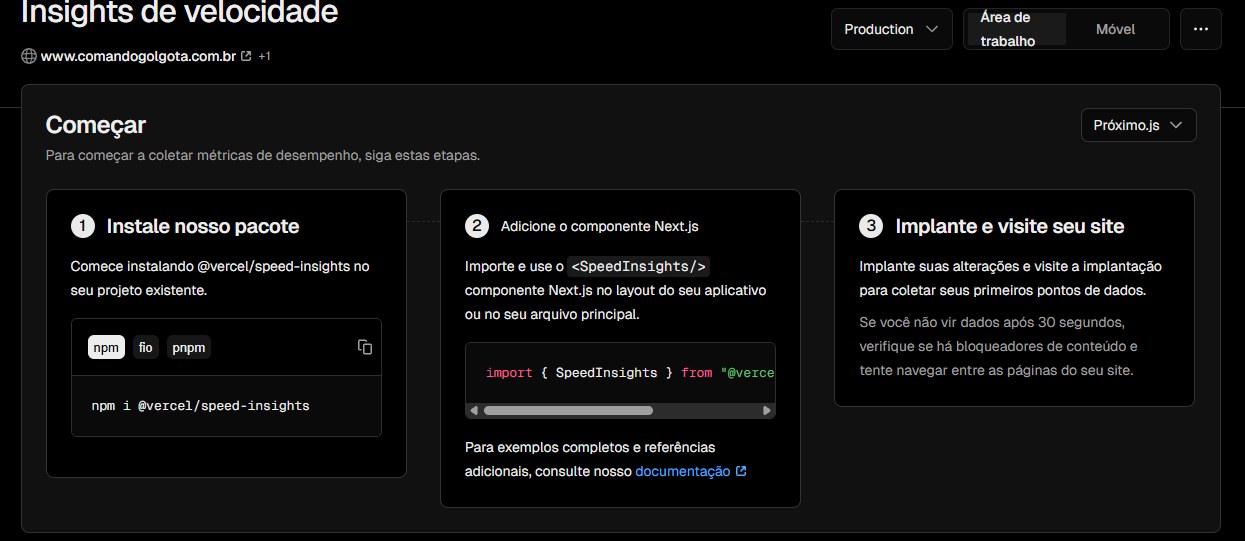 Insights de velocidade
www.comandogolgota.com.br +1
Production
Área de
trabalho
Móvel
Começar
Para começar a coletar métricas de desempenho, siga estas etapas.
Próximo.js
1 Instale nosso pacote
Comece instalando @vercel/speed-insights no
seu projeto existente.
npm fio pnpm
npm i @vercel/speed-insights
2 Adicione o componente Next.js
Importe e use o <SpeedInsights/>
componente Next.js no layout do seu aplicativo
ou no seu arquivo principal.
import { SpeedInsights } from "@verce
Para exemplos completos e referências
adicionais, consulte nosso documentação
3 Implante e visite seu site
Implante suas alterações e visite a implantação
para coletar seus primeiros pontos de dados.
Se você não vir dados após 30 segundos,
verifique se há bloqueadores de conteúdo e
tente navegar entre as páginas do seu site.